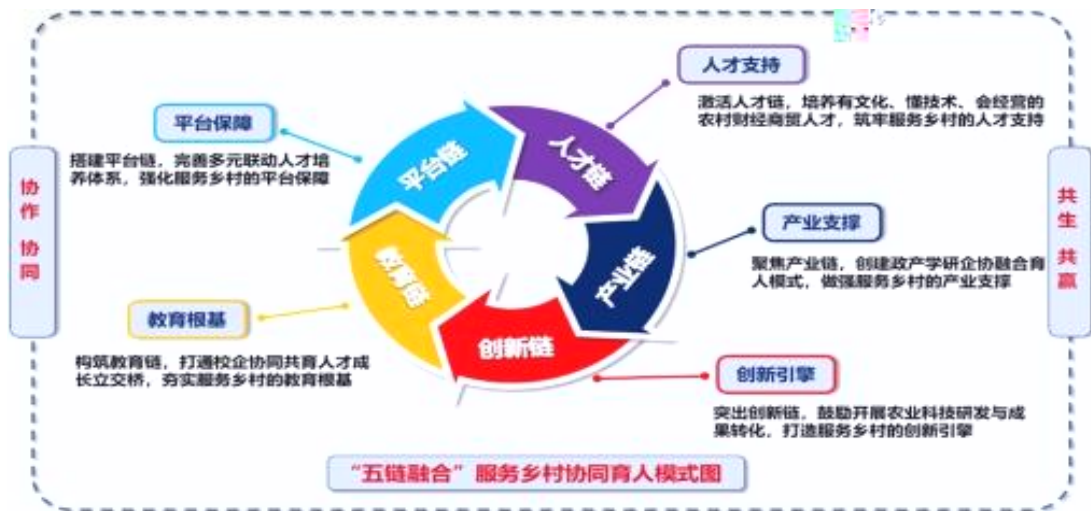 人才支持
激活人才链，培养有文化、懂技术、会经营的
农村财经商贸人才，筑牢服务乡村的人才支持
平台保障
搭建平台链，完善多元联动人才培
养体系，强化服务乡村的平台保障
平台链
人才链
协作 协同
共生 共赢
产业支撑
聚焦产业链，创建政产学研企协融合育
人模式，做强服务乡村的产业支撑
教育链
产业链
创新链
教育根基
构筑教育链，打通校企协同共育人才成
长立交桥，夯实服务乡村的教育根基
创新引擎
突出创新链，鼓励开展农业科技研发与成
果转化，打造服务乡村的创新引擎
“五链融合”服务乡村协同育人模式图